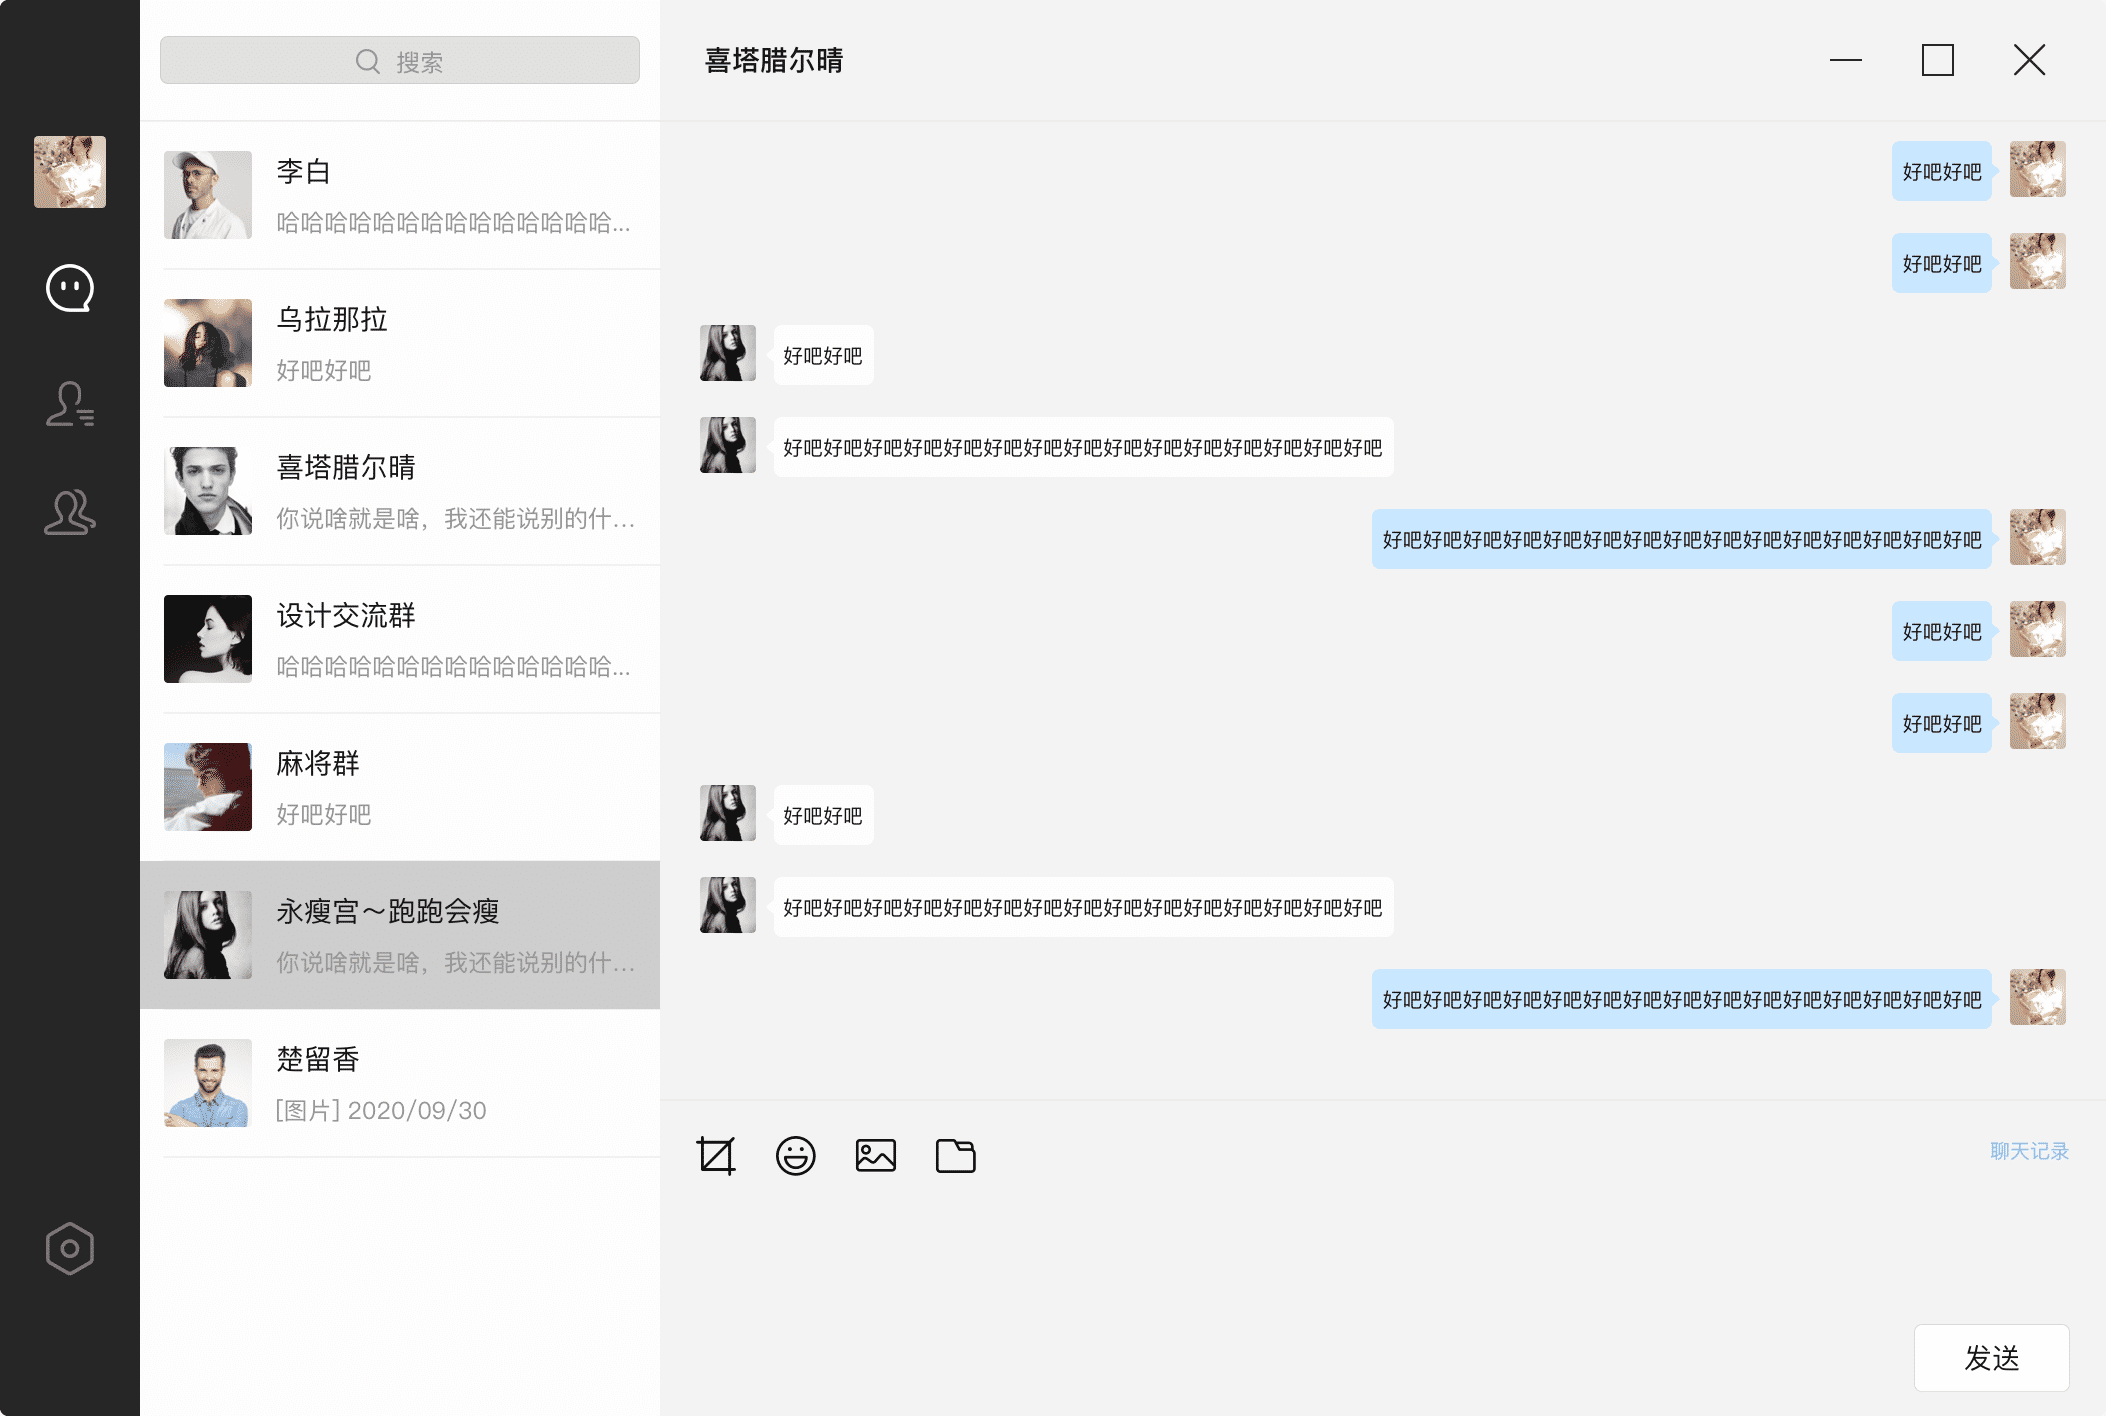 搜索
李白
哈哈哈哈哈哈哈哈哈哈哈哈哈哈...
乌拉那拉
好吧好吧
喜塔腊尔晴
你说啥就是啥，我还能说别的什...
设计交流群
哈哈哈哈哈哈哈哈哈哈哈哈哈哈...
麻将群
好吧好吧
永瘦宫～跑跑会瘦
你说啥就是啥，我还能说别的什...
楚留香
[图片] 2020/09/30
喜塔腊尔晴
好吧好吧
好吧好吧
好吧好吧
好吧好吧好吧好吧好吧好吧好吧好吧好吧好吧好吧好吧好吧好吧好吧
好吧好吧好吧好吧好吧好吧好吧好吧好吧好吧好吧好吧好吧好吧好吧
好吧好吧
好吧好吧
好吧好吧
好吧好吧好吧好吧好吧好吧好吧好吧好吧好吧好吧好吧好吧好吧好吧
好吧好吧好吧好吧好吧好吧好吧好吧好吧好吧好吧好吧好吧好吧好吧
聊天记录
发送